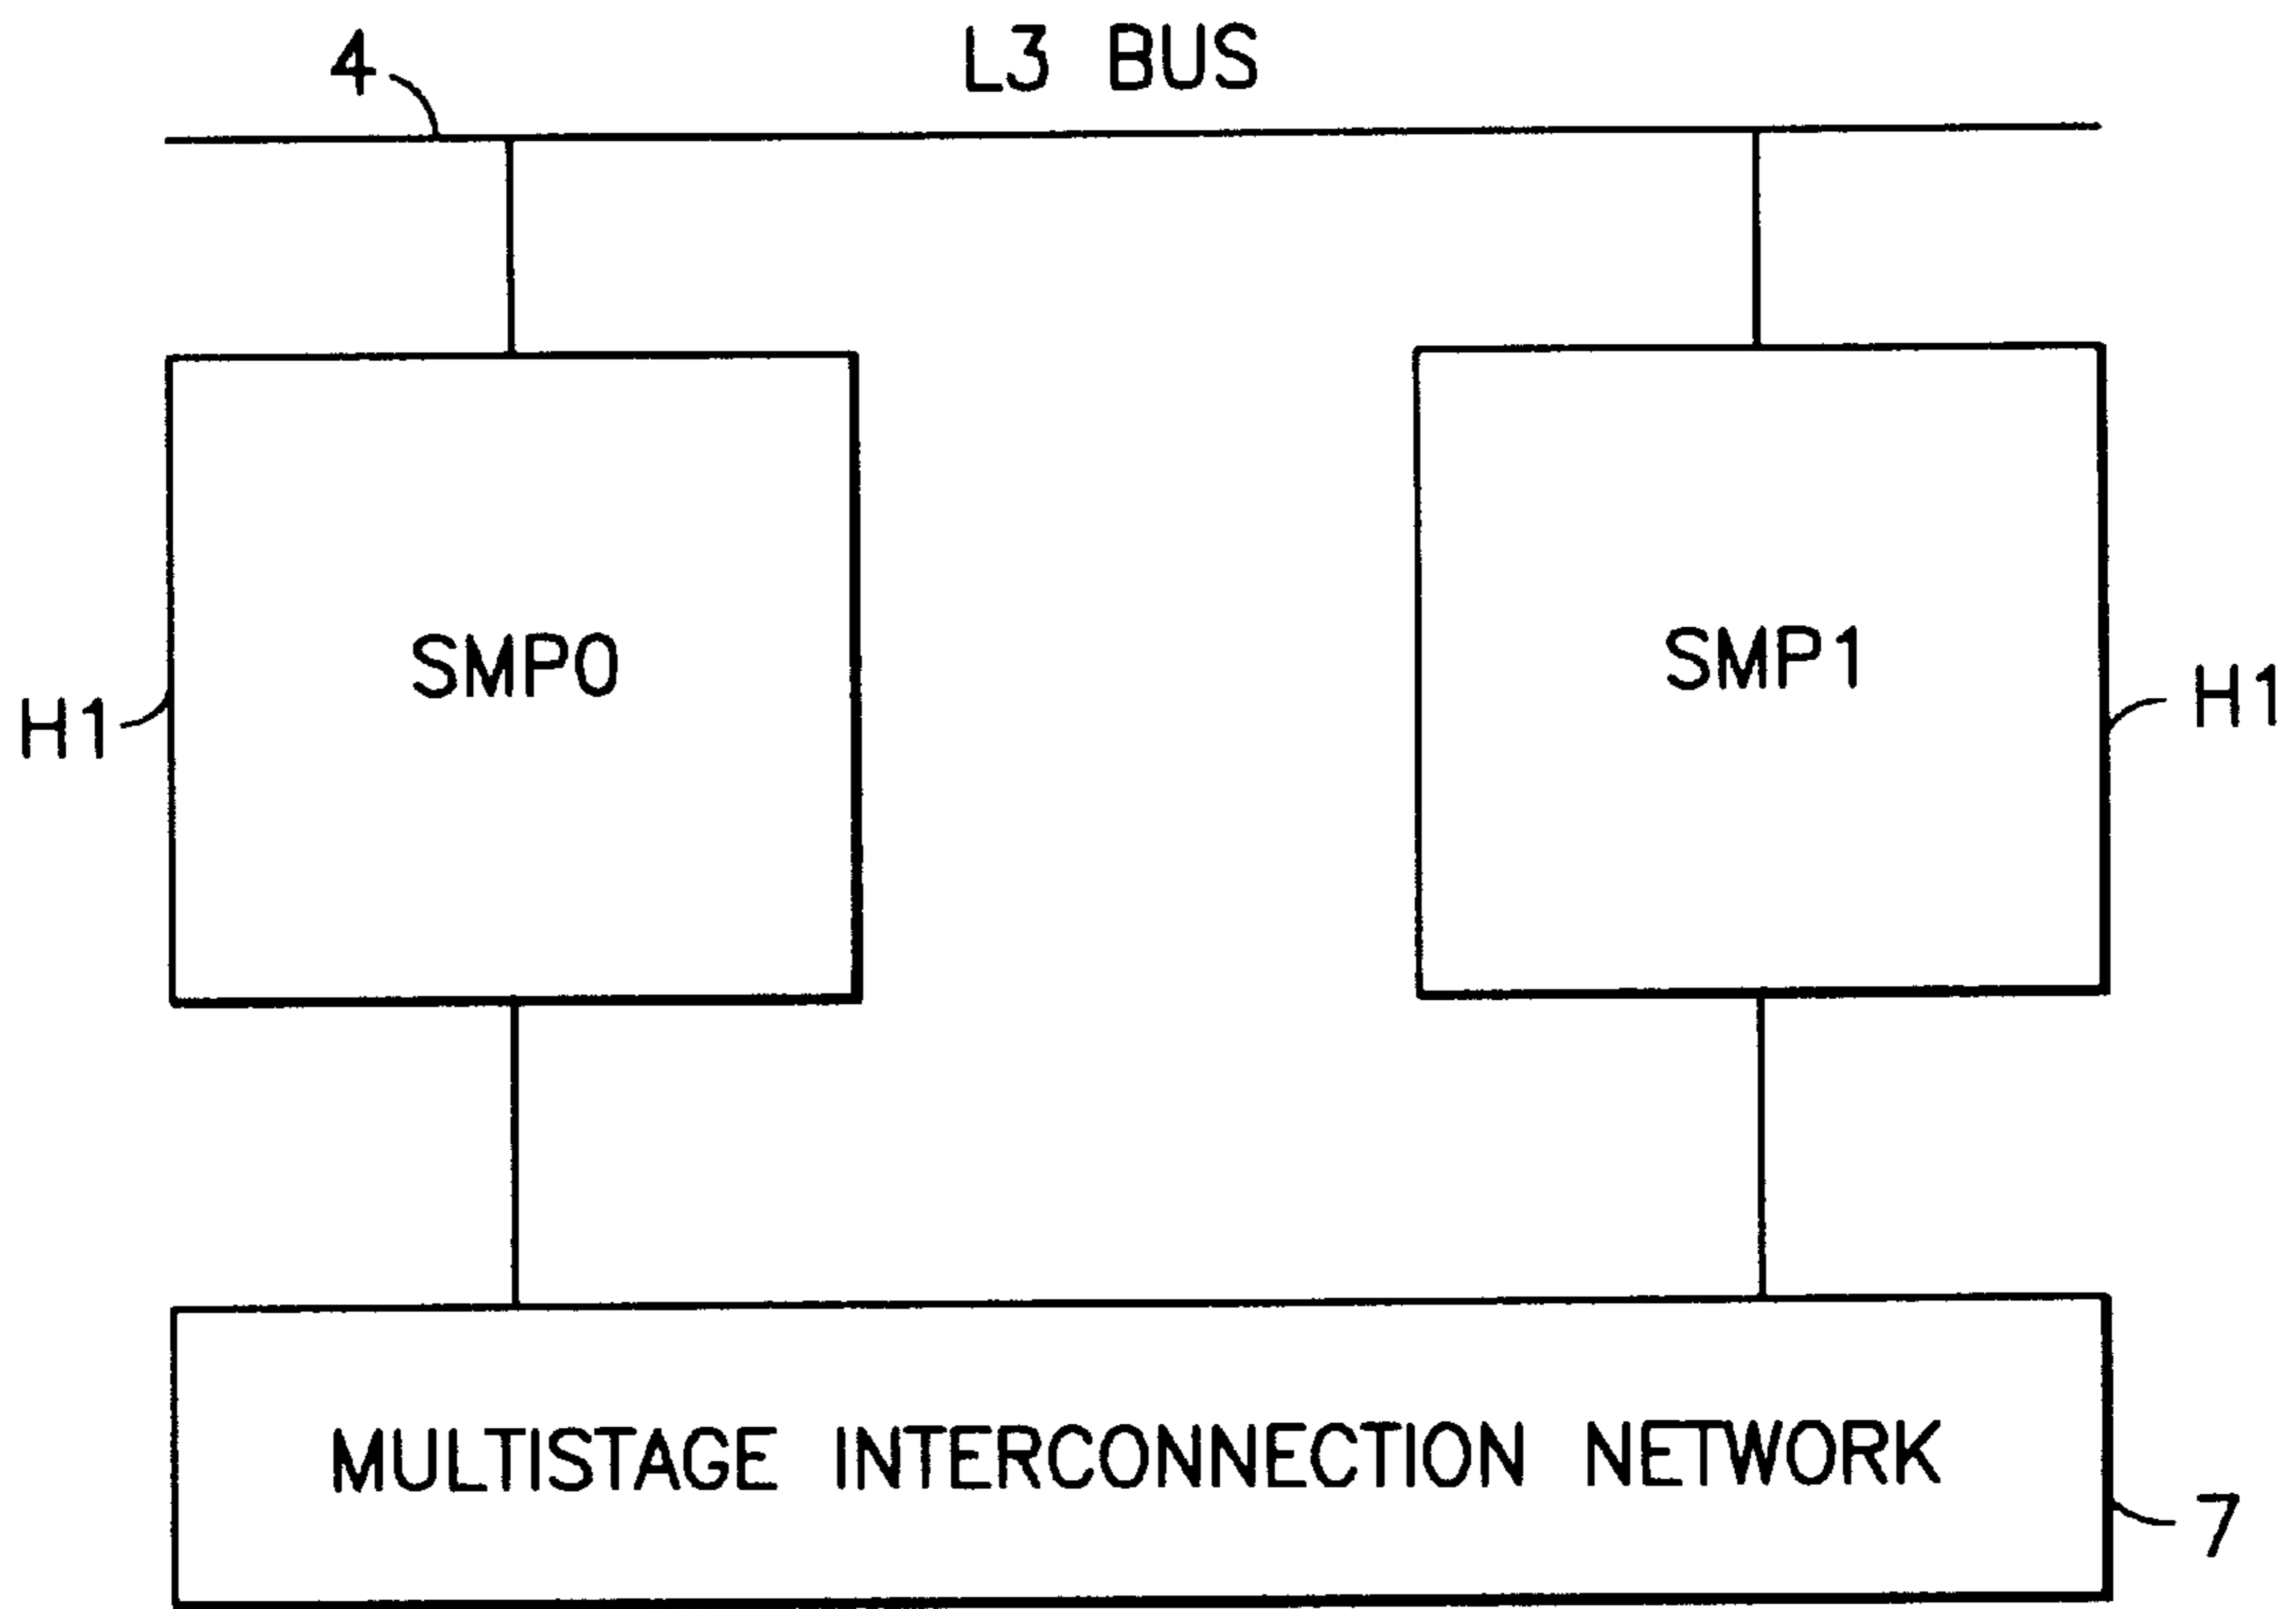 4
L3 BUS
SMP0
SMP1
H1
H1
MULTISTAGE INTERCONNECTION NETWORK
7